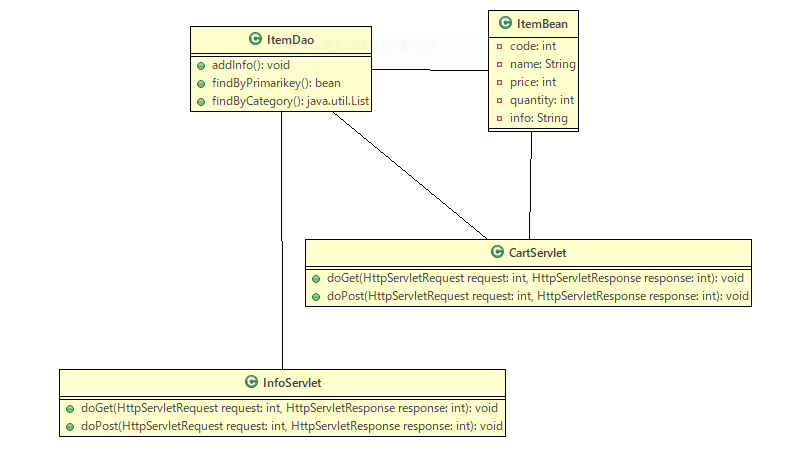 ItemDao
addInfo(): void
findByPrimarikey(): bean
findByCategory(): java.util.List
ItemBean
code: int
name: String
price: int
quantity: int
info: String
CartServlet
doGet(HttpServletRequest request: int, HttpServletResponse response: int): void
doPost(HttpServletRequest request: int, HttpServletResponse response: int): void
InfoServlet
doGet(HttpServletRequest request: int, HttpServletResponse response: int): void
doPost(HttpServletRequest request: int, HttpServletResponse response: int): void